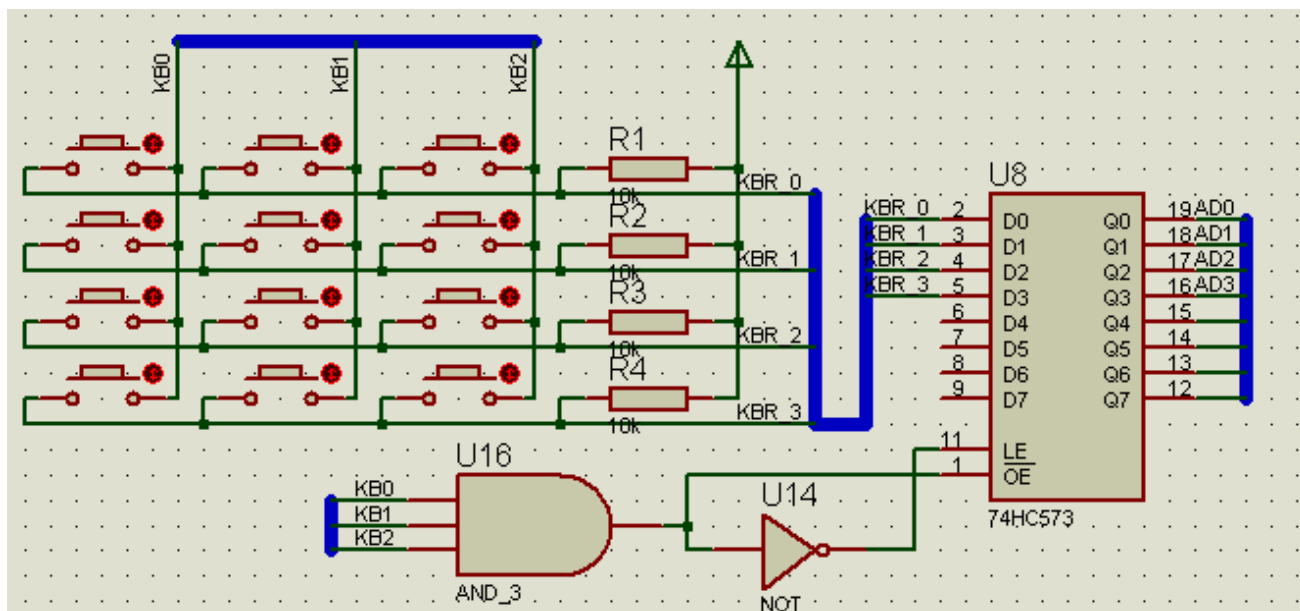 KB0
KB1
KB2
R1
10k
KBR_0
R2
10k
KBR_1
R3
10k
KBR_2
R4
10k
KBR_3
U8
KBR_0 2 D0 Q0 19 AD0
KBR_1 3 D1 Q1 18 AD1
KBR_2 4 D2 Q2 17 AD2
KBR_3 5 D3 Q3 16 AD3
6 D4 Q4 15
7 D5 Q5 14
8 D6 Q6 13
9 D7 Q7 12
11 LE
1 OE
74HC573
U16
KB0
KB1
KB2
AND_3
U14
NOT